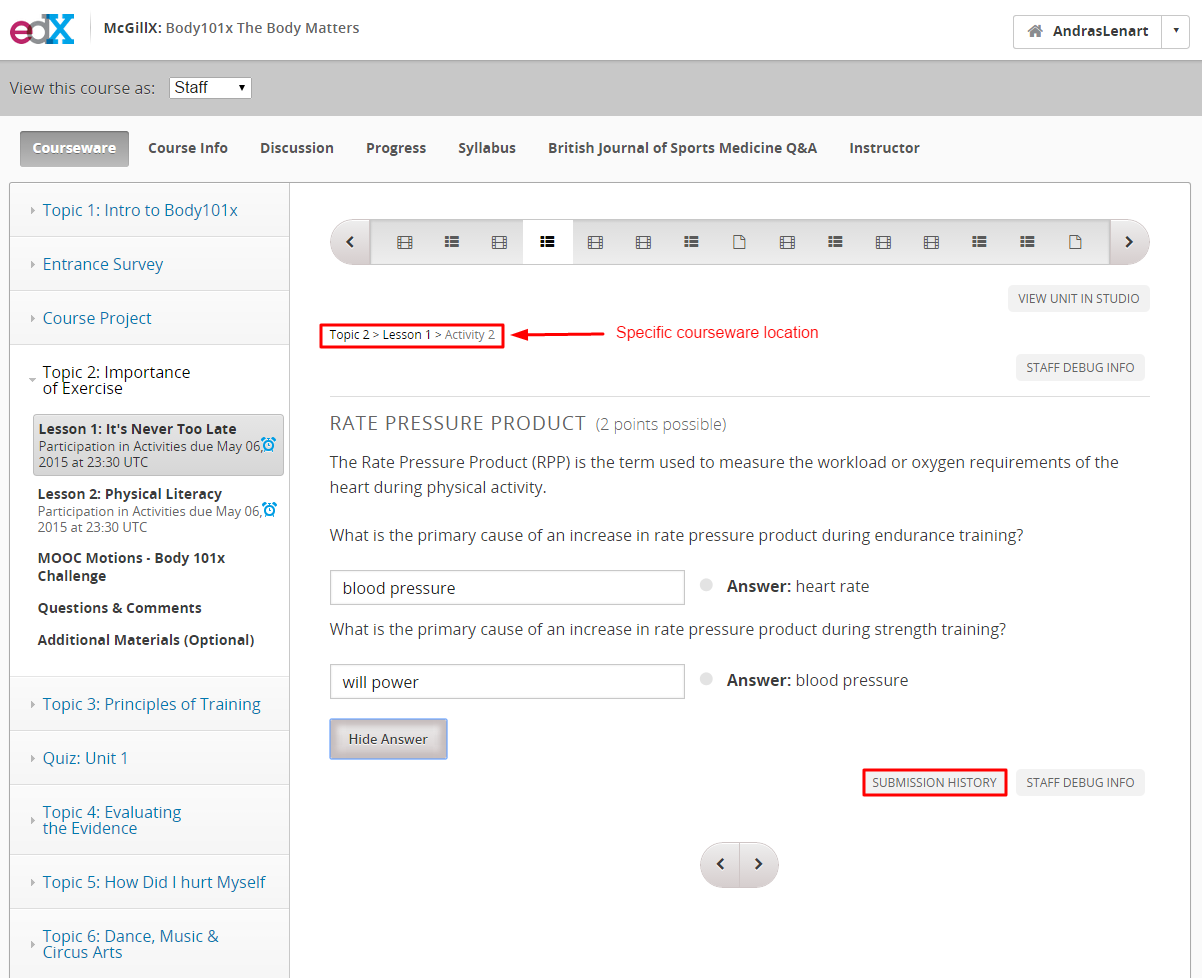 edX
McGillX: Body101x The Body Matters
AndrasLenart
View this course as: Staff
Courseware
Course Info
Discussion
Progress
Syllabus
British Journal of Sports Medicine Q&A
Instructor
Topic 1: Intro to Body101x
Entrance Survey
Course Project
Topic 2: Importance
of Exercise
Lesson 1: It's Never Too Late
Participation in Activities due May 06,
2015 at 23:30 UTC
Lesson 2: Physical Literacy
Participation in Activities due May 06,
2015 at 23:30 UTC
MOOC Motions - Body 101x
Challenge
Questions & Comments
Additional Materials (Optional)
Topic 3: Principles of Training
Quiz: Unit 1
Topic 4: Evaluating
the Evidence
Topic 5: How Did I hurt Myself
Topic 6: Dance, Music &
Circus Arts
VIEW UNIT IN STUDIO
Topic 2 > Lesson 1 > Activity 2
Specific courseware location
STAFF DEBUG INFO
RATE PRESSURE PRODUCT (2 points possible)
The Rate Pressure Product (RPP) is the term used to measure the workload or oxygen requirements of the
heart during physical activity.
What is the primary cause of an increase in rate pressure product during endurance training?
blood pressure
Answer: heart rate
What is the primary cause of an increase in rate pressure product during strength training?
will power
Answer: blood pressure
Hide Answer
SUBMISSION HISTORY
STAFF DEBUG INFO